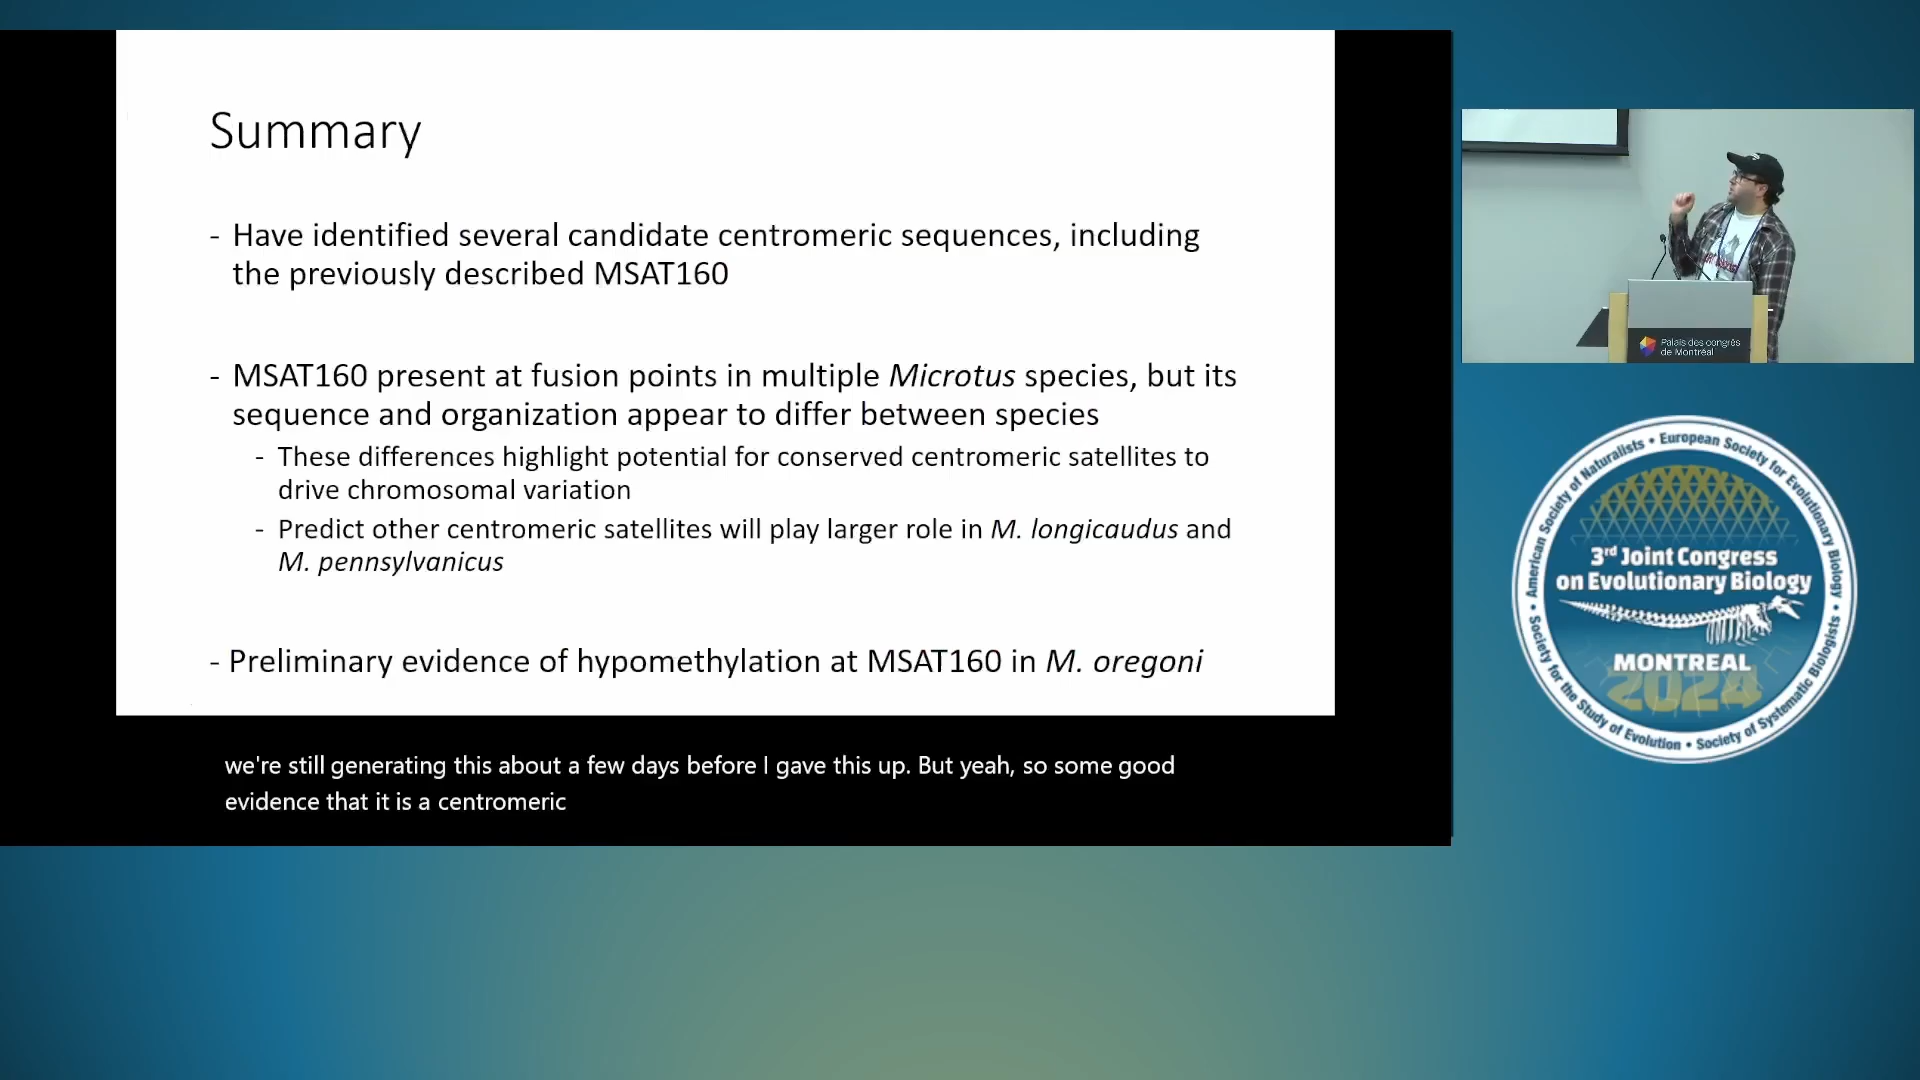 Summary
- Have identified several candidate centromeric sequences, including
the previously described MSAT160
- MSAT160 present at fusion points in multiple Microtus species, but its
sequence and organization appear to differ between species
- These differences highlight potential for conserved centromeric satellites to
drive chromosomal variation
- Predict other centromeric satellites will play larger role in M. longicaudus and
M. pennsylvanicus
- Preliminary evidence of hypomethylation at MSAT160 in M. oregoni
we're still generating this about a few days before I gave this up. But yeah, so some good
evidence that it is a centromeric
Palais des congrès
de Montréal
American Society of Naturalists • European Society for Evolutionary Biology •
Society for the Study of Evolution • Society of Systematic Biologists •
3rd Joint Congress
on Evolutionary Biology
MONTREAL
2024